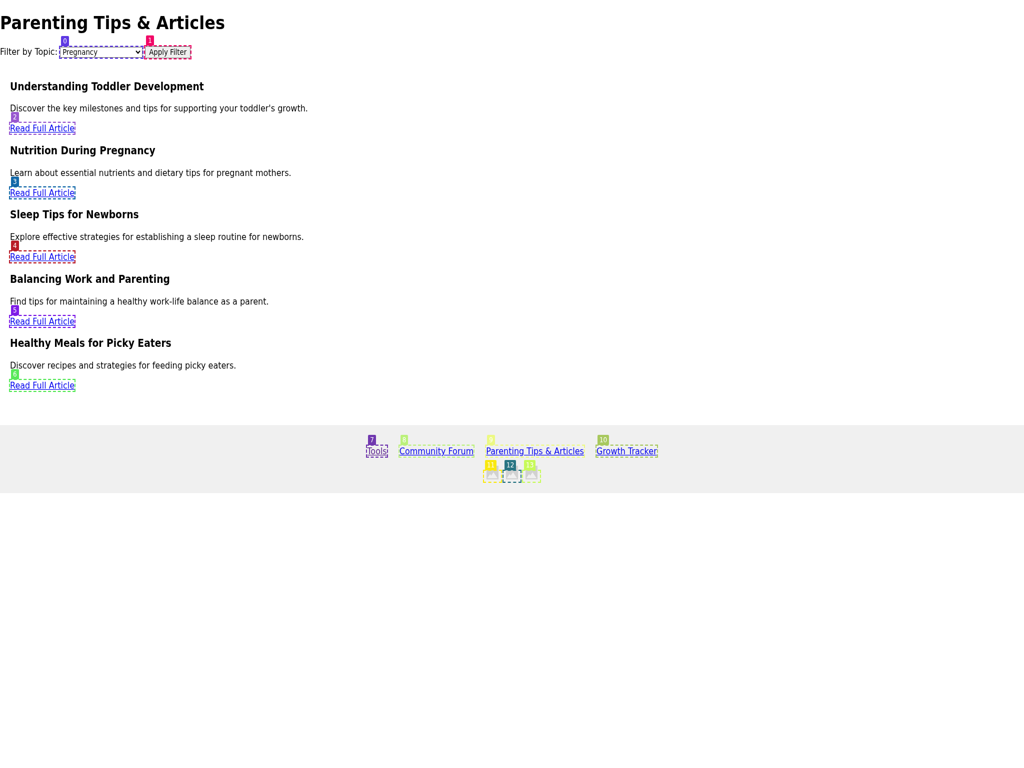 Parenting Tips & Articles
0 1
Filter by Topic: Pregnancy Apply Filter
Understanding Toddler Development
Discover the key milestones and tips for supporting your toddler's growth.
2
Read Full Article
Nutrition During Pregnancy
Learn about essential nutrients and dietary tips for pregnant mothers.
3
Read Full Article
Sleep Tips for Newborns
Explore effective strategies for establishing a sleep routine for newborns.
4
Read Full Article
Balancing Work and Parenting
Find tips for maintaining a healthy work-life balance as a parent.
5
Read Full Article
Healthy Meals for Picky Eaters
Discover recipes and strategies for feeding picky eaters.
6
Read Full Article
7 8 9 10
Tools Community Forum Parenting Tips & Articles Growth Tracker
11 12 13